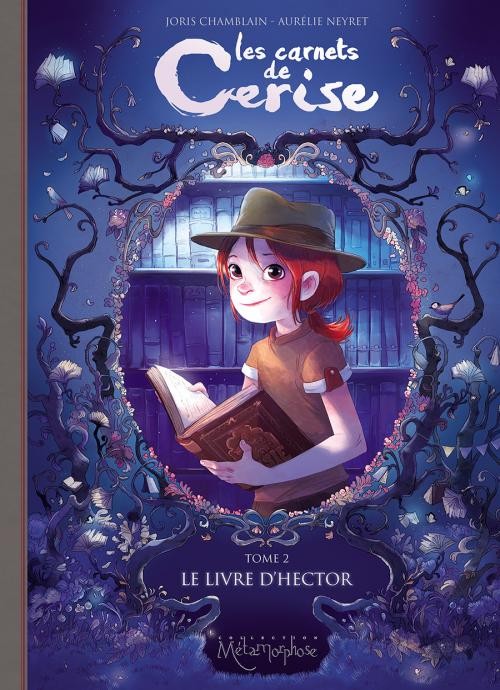 JORIS CHAMBLAIN - AURÉLIE NEYRET
les carnets
de
Cerise
TOME 2
LE LIVRE D'HECTOR
COLLECTION
Métamorphose